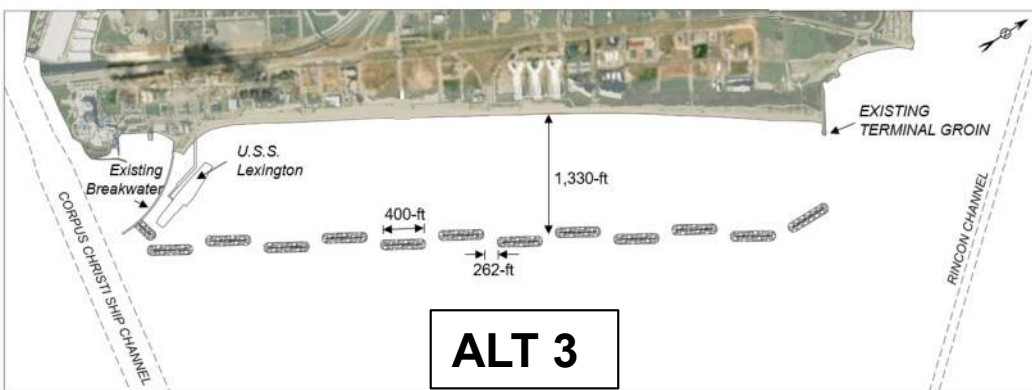 EXISTING
TERMINAL GROIN
U.S.S.
Lexington
Existing
Breakwater
1,330-ft
400-ft
262-ft
CORPUS CHRISTI SHIP CHANNEL
RINCON CHANNEL
ALT 3